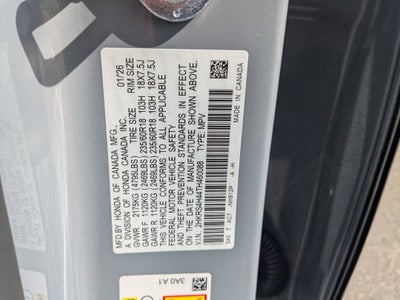 MFD. BY HONDA OF CANADA MFG., 01/26
A DIVISION OF HONDA CANADA INC.
TIRE SIZE RIM SIZE
GVWR 2175KG (4795LBS)
GAWR F 1120KG (2469LBS) 235/60R18 103H 18X7.5J
GAWR R 1120KG (2469LBS) 235/60R18 103H 18X7.5J
THIS VEHICLE CONFORMS TO ALL APPLICABLE
FEDERAL MOTOR VEHICLE SAFETY
AND THEFT PREVENTION STANDARDS IN EFFECT
ON THE DATE OF MANUFACTURE SHOWN ABOVE.
V.I.N.: 2HKRS4H44TH460088 TYPE: MPV
MADE IN CANADA
3A0 A1